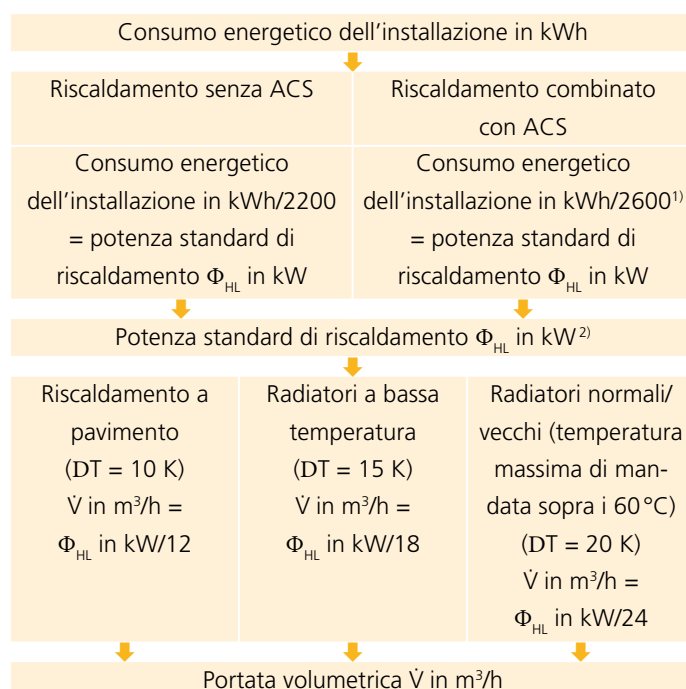 Consumo energetico dell’installazione in kWh
Riscaldamento senza ACS
Riscaldamento combinato
con ACS
Consumo energetico
dell’installazione in kWh/2200
= potenza standard di
riscaldamento Φ_HL in kW
Consumo energetico
dell’installazione in kWh/2600¹⁾
= potenza standard di
riscaldamento Φ_HL in kW
Potenza standard di riscaldamento Φ_HL in kW²⁾
Riscaldamento a
pavimento
(DT = 10 K)
V̇ in m³/h =
Φ_HL in kW/12
Radiatori a bassa
temperatura
(DT = 15 K)
V̇ in m³/h =
Φ_HL in kW/18
Radiatori normali/
vecchi (temperatura
massima di man-
data sopra i 60 °C)
(DT = 20 K)
V̇ in m³/h =
Φ_HL in kW/24
Portata volumetrica V̇ in m³/h